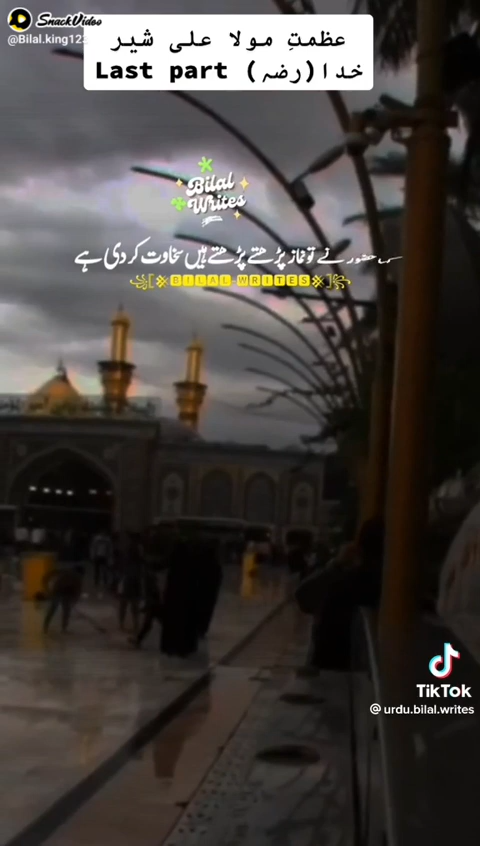 SnackVideo
@Bilal.king123
عظمتِ مولا علی شیر
خدا(رضہ) Last part
Bilal
Writes
حضور نے تو نماز پڑھتے پڑھتے ہیں سخاوت کر دی ہے
BILAL WRITES
TikTok
@urdu.bilal.writes